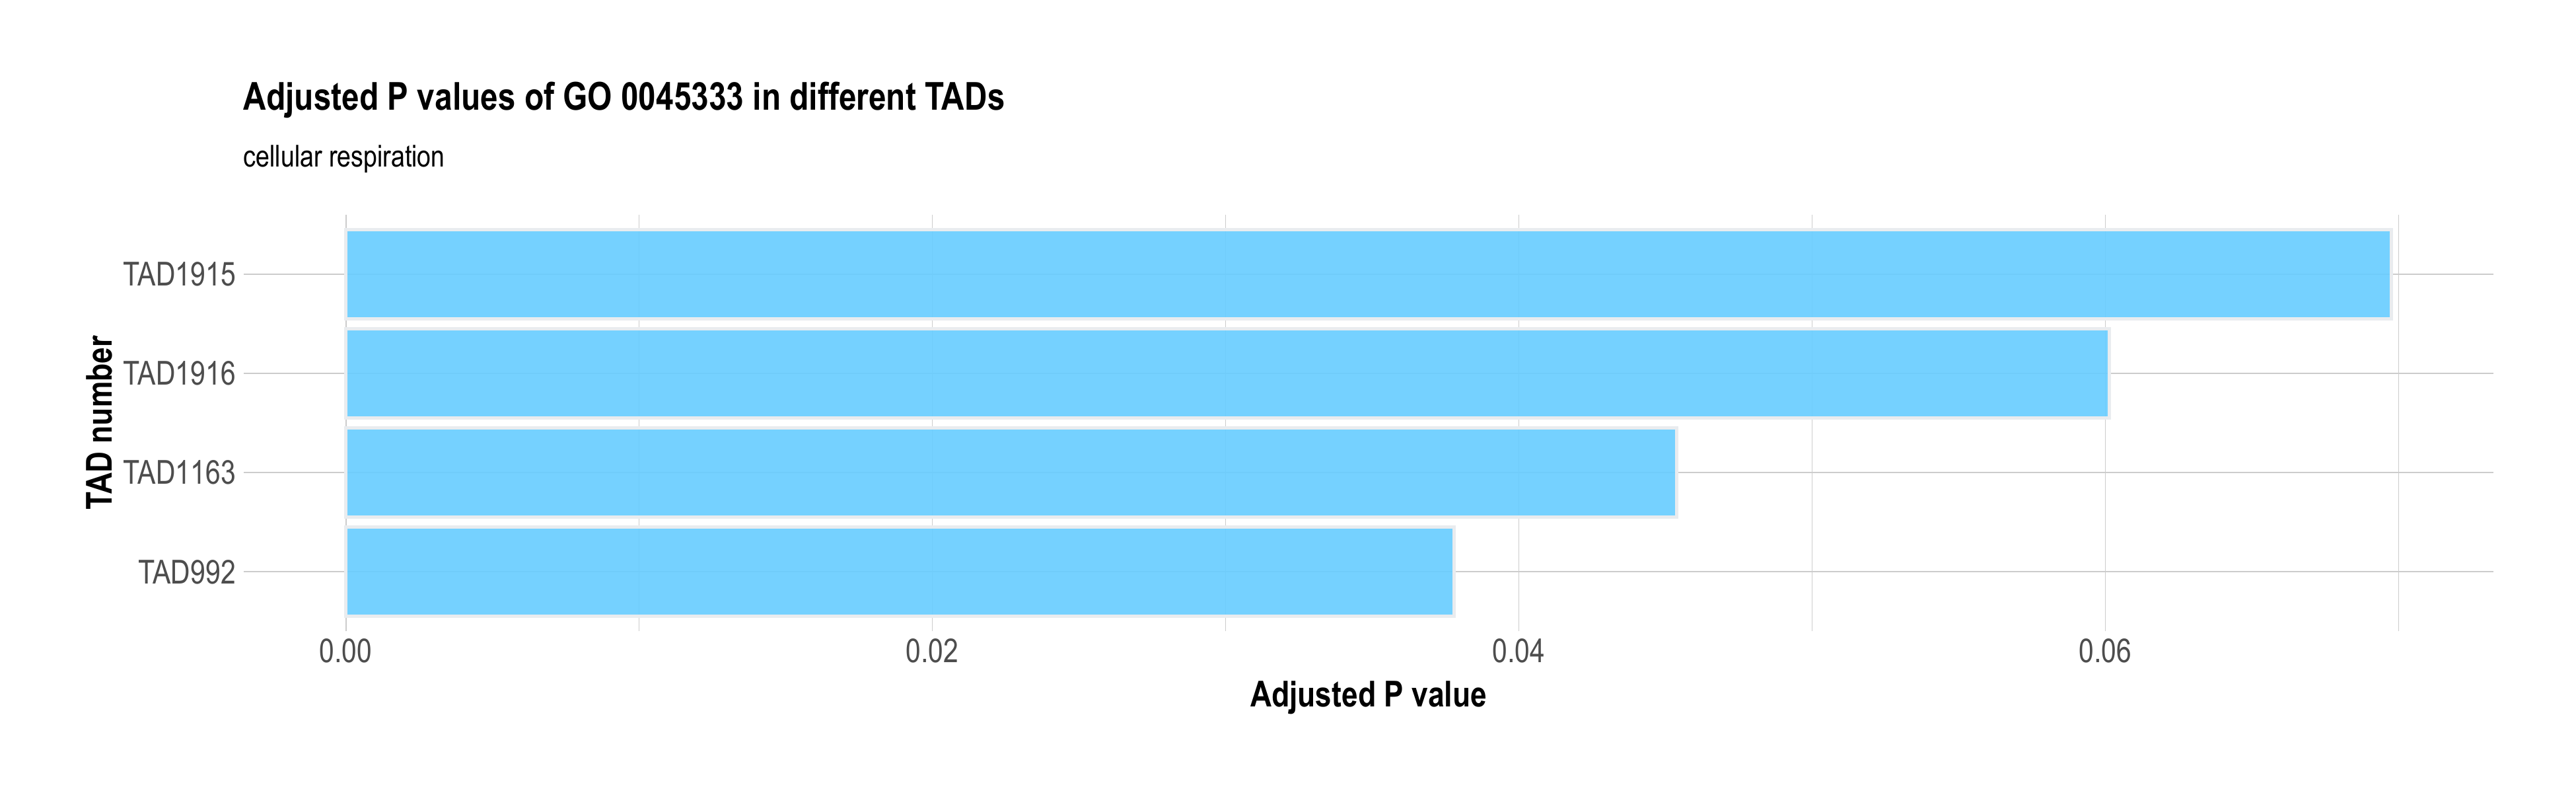 Adjusted P values of GO 0045333 in different TADs
cellular respiration
TAD number
TAD1915
TAD1916
TAD1163
TAD992
0.00
0.02
0.04
0.06
Adjusted P value